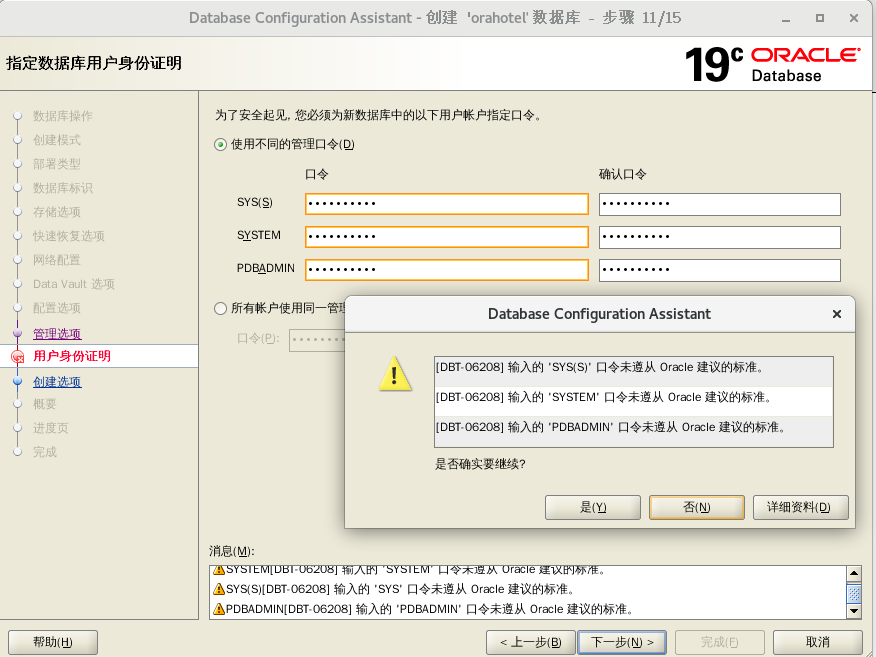 Database Configuration Assistant - 创建 'orahotel' 数据库 - 步骤 11/15
指定数据库用户身份证明
19c ORACLE
Database
数据库操作
创建模式
部署类型
数据库标识
存储选项
快速恢复选项
网络配置
Data Vault 选项
配置选项
管理选项
用户身份证明
创建选项
概要
进度页
完成
为了安全起见, 您必须为新数据库中的以下用户帐户指定口令。
使用不同的管理口令(D)
口令 确认口令
SYS(S)
SYSTEM
PDBADMIN
所有帐户使用同一管理
口令(P):
Database Configuration Assistant
[DBT-06208] 输入的 'SYS(S)' 口令未遵从 Oracle 建议的标准。
[DBT-06208] 输入的 'SYSTEM' 口令未遵从 Oracle 建议的标准。
[DBT-06208] 输入的 'PDBADMIN' 口令未遵从 Oracle 建议的标准。
是否确实要继续?
是(Y) 否(N) 详细资料(D)
消息(M):
SYSTEM[DBT-06208] 输入的 'SYSTEM' 口令未遵从 Oracle 建议的标准。
SYS(S)[DBT-06208] 输入的 'SYS' 口令未遵从 Oracle 建议的标准。
PDBADMIN[DBT-06208] 输入的 'PDBADMIN' 口令未遵从 Oracle 建议的标准。
帮助(H) < 上一步(B) 下一步(N) > 完成(F) 取消